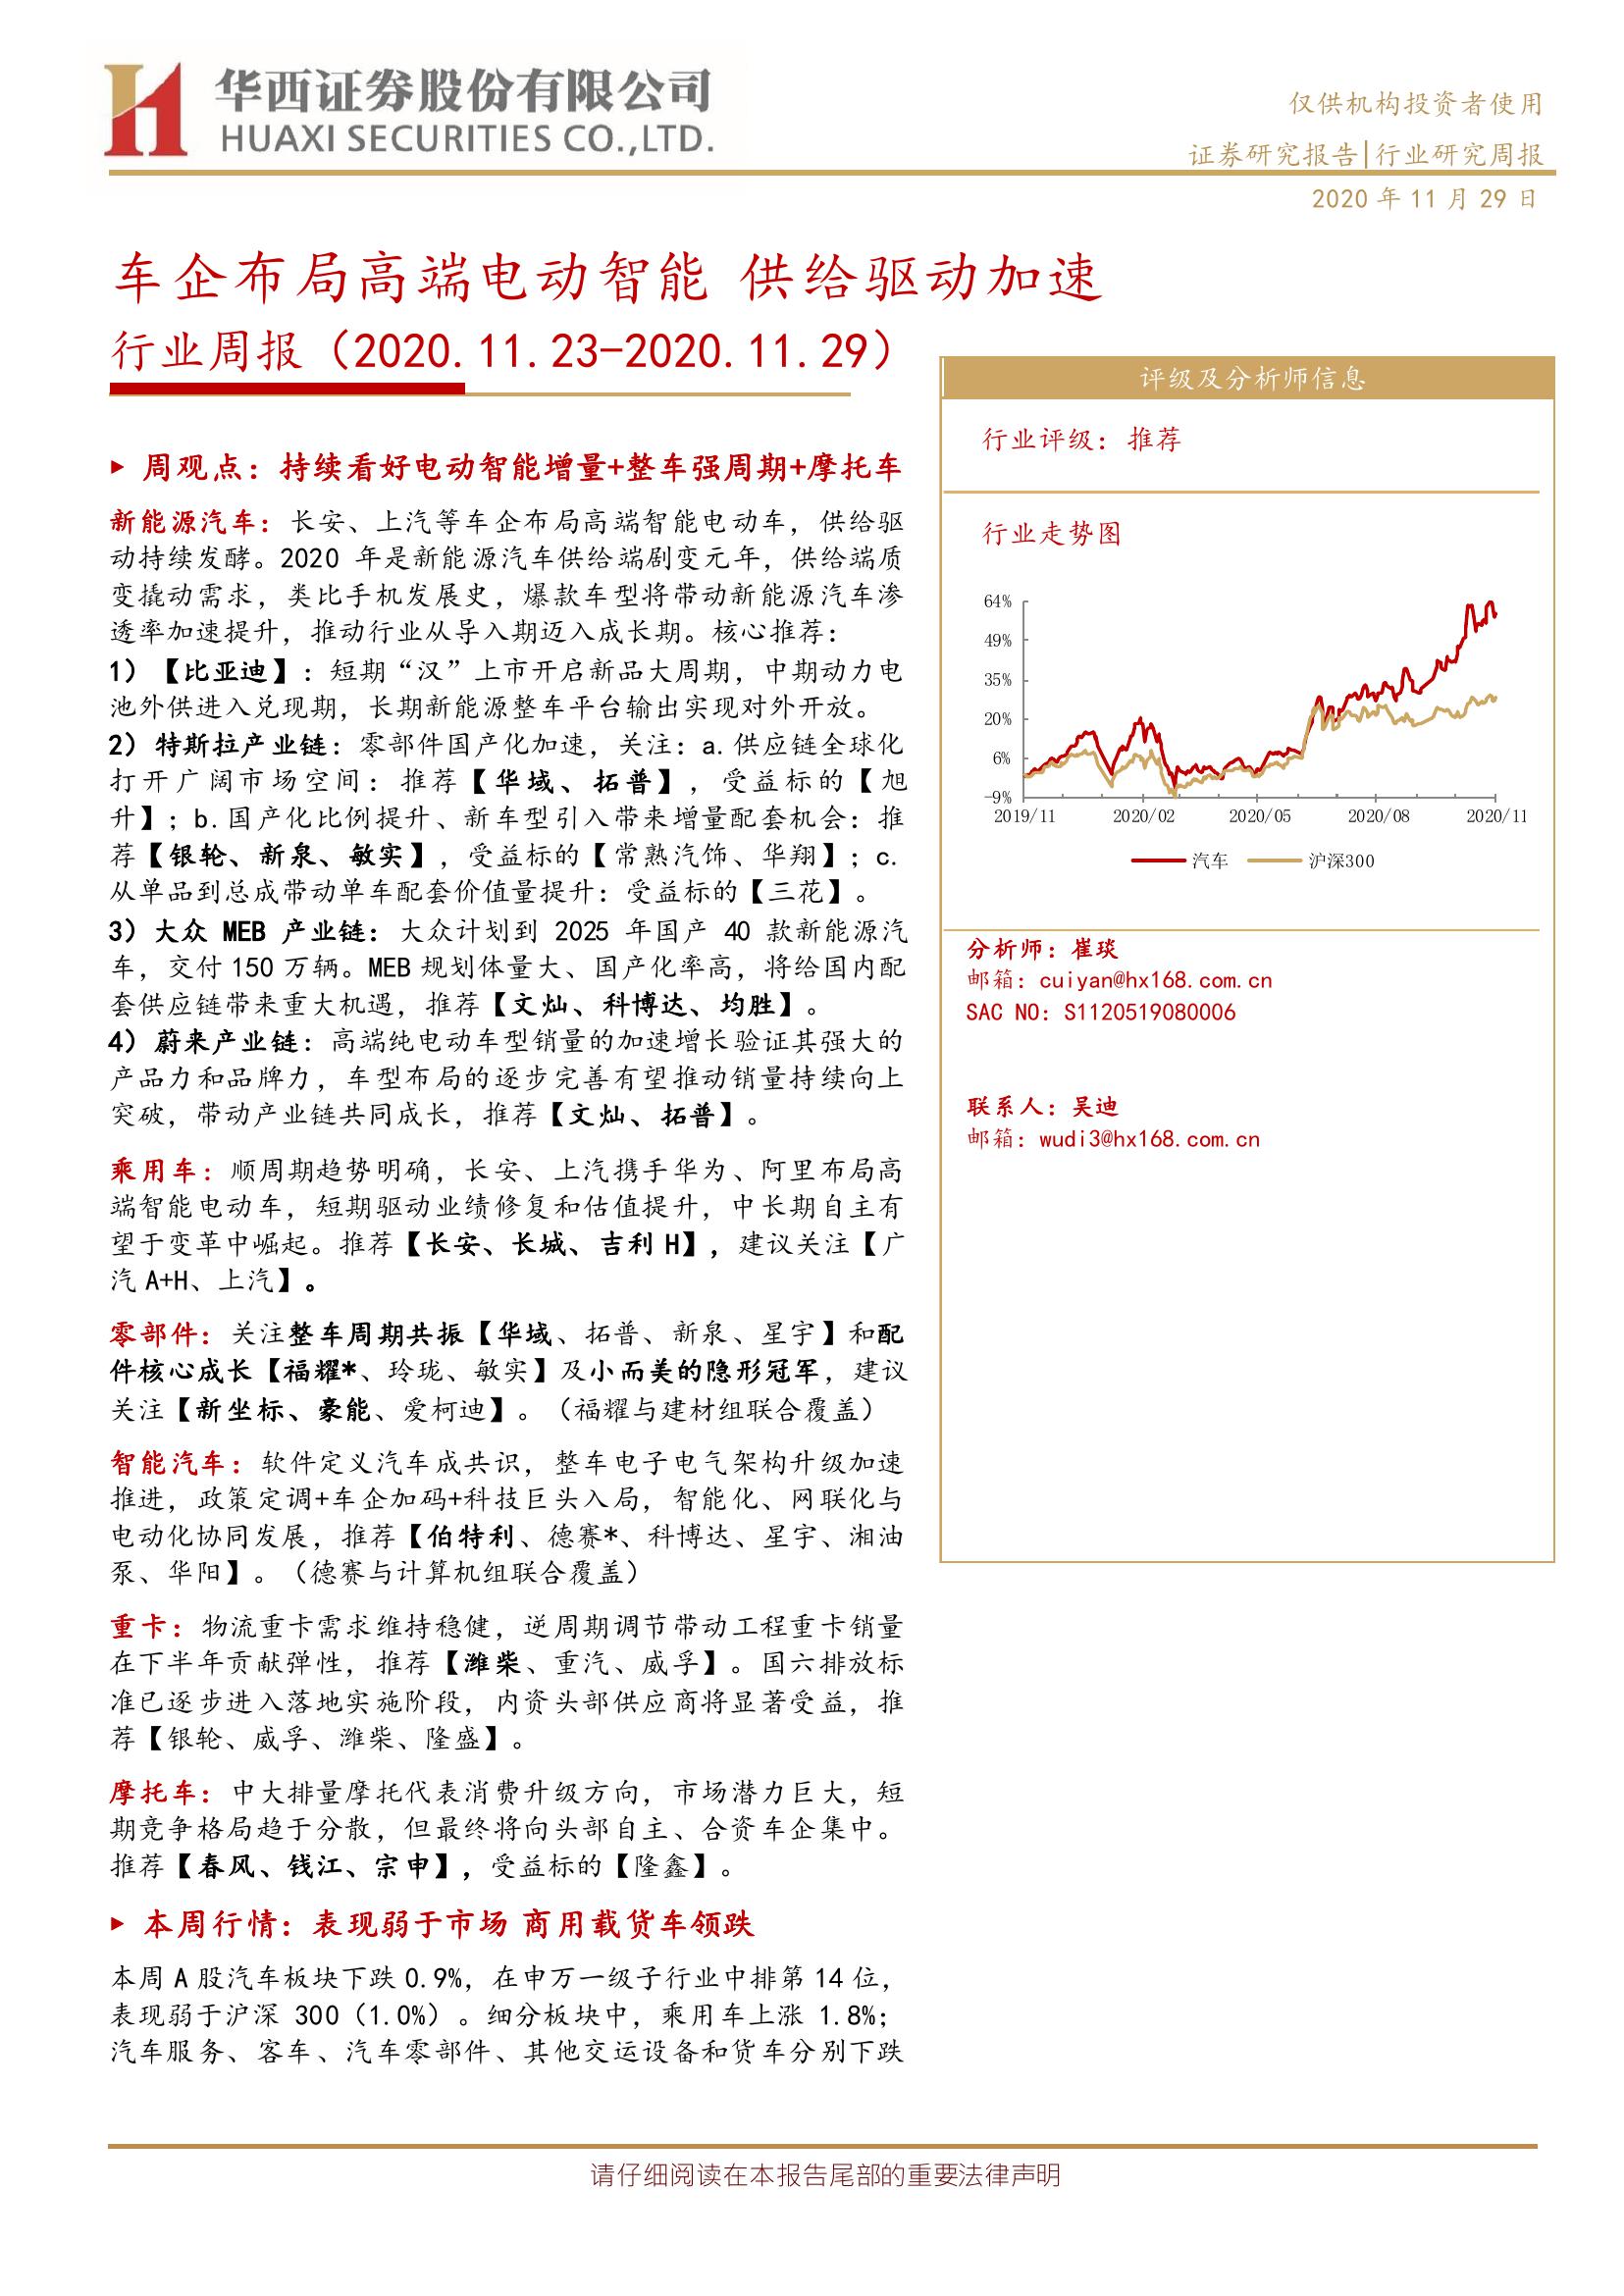 华西证券股份有限公司
HUAXI SECURITIES CO.,LTD.
仅供机构投资者使用
证券研究报告|行业研究周报
2020 年 11 月 29 日
车企布局高端电动智能 供给驱动加速
行业周报（2020.11.23-2020.11.29）
周观点：持续看好电动智能增量+整车强周期+摩托车
新能源汽车：长安、上汽等车企布局高端智能电动车，供给驱
动持续发酵。2020 年是新能源汽车供给端剧变元年，供给端质
变撬动需求，类比手机发展史，爆款车型将带动新能源汽车渗
透率加速提升，推动行业从导入期迈入成长期。核心推荐：
1）【比亚迪】：短期“汉”上市开启新品大周期，中期动力电
池外供进入兑现期，长期新能源整车平台输出实现对外开放。
2）特斯拉产业链：零部件国产化加速，关注：a.供应链全球化
打开广阔市场空间：推荐【华域、拓普】，受益标的【旭
升】；b.国产化比例提升、新车型引入带来增量配套机会：推
荐【银轮、新泉、敏实】，受益标的【常熟汽饰、华翔】；c.
从单品到总成带动单车配套价值量提升：受益标的【三花】。
3）大众 MEB 产业链：大众计划到 2025 年国产 40 款新能源汽
车，交付 150 万辆。MEB 规划体量大、国产化率高，将给国内配
套供应链带来重大机遇，推荐【文灿、科博达、均胜】。
4）蔚来产业链：高端纯电动车型销量的加速增长验证其强大的
产品力和品牌力，车型布局的逐步完善有望推动销量持续向上
突破，带动产业链共同成长，推荐【文灿、拓普】。
乘用车：顺周期趋势明确，长安、上汽携手华为、阿里布局高
端智能电动车，短期驱动业绩修复和估值提升，中长期自主有
望于变革中崛起。推荐【长安、长城、吉利 H】，建议关注【广
汽 A+H、上汽】。
零部件：关注整车周期共振【华域、拓普、新泉、星宇】和配
件核心成长【福耀*、玲珑、敏实】及小而美的隐形冠军，建议
关注【新坐标、豪能、爱柯迪】。（福耀与建材组联合覆盖）
智能汽车：软件定义汽车成共识，整车电子电气架构升级加速
推进，政策定调+车企加码+科技巨头入局，智能化、网联化与
电动化协同发展，推荐【伯特利、德赛*、科博达、星宇、湘油
泵、华阳】。（德赛与计算机组联合覆盖）
重卡：物流重卡需求维持稳健，逆周期调节带动工程重卡销量
在下半年贡献弹性，推荐【潍柴、重汽、威孚】。国六排放标
准已逐步进入落地实施阶段，内资头部供应商将显著受益，推
荐【银轮、威孚、潍柴、隆盛】。
摩托车：中大排量摩托代表消费升级方向，市场潜力巨大，短
期竞争格局趋于分散，但最终将向头部自主、合资车企集中。
推荐【春风、钱江、宗申】，受益标的【隆鑫】。
本周行情：表现弱于市场 商用载货车领跌
本周 A 股汽车板块下跌 0.9%，在申万一级子行业中排第 14 位，
表现弱于沪深 300（1.0%）。细分板块中，乘用车上涨 1.8%；
汽车服务、客车、汽车零部件、其他交运设备和货车分别下跌
评级及分析师信息
行业评级：推荐
行业走势图
64%
49%
35%
20%
6%
-9%
2019/11 2020/02 2020/05 2020/08 2020/11
汽车 沪深300
分析师：崔琰
邮箱：cuiyan@hx168.com.cn
SAC NO：S1120519080006
联系人：吴迪
邮箱：wudi3@hx168.com.cn
请仔细阅读在本报告尾部的重要法律声明